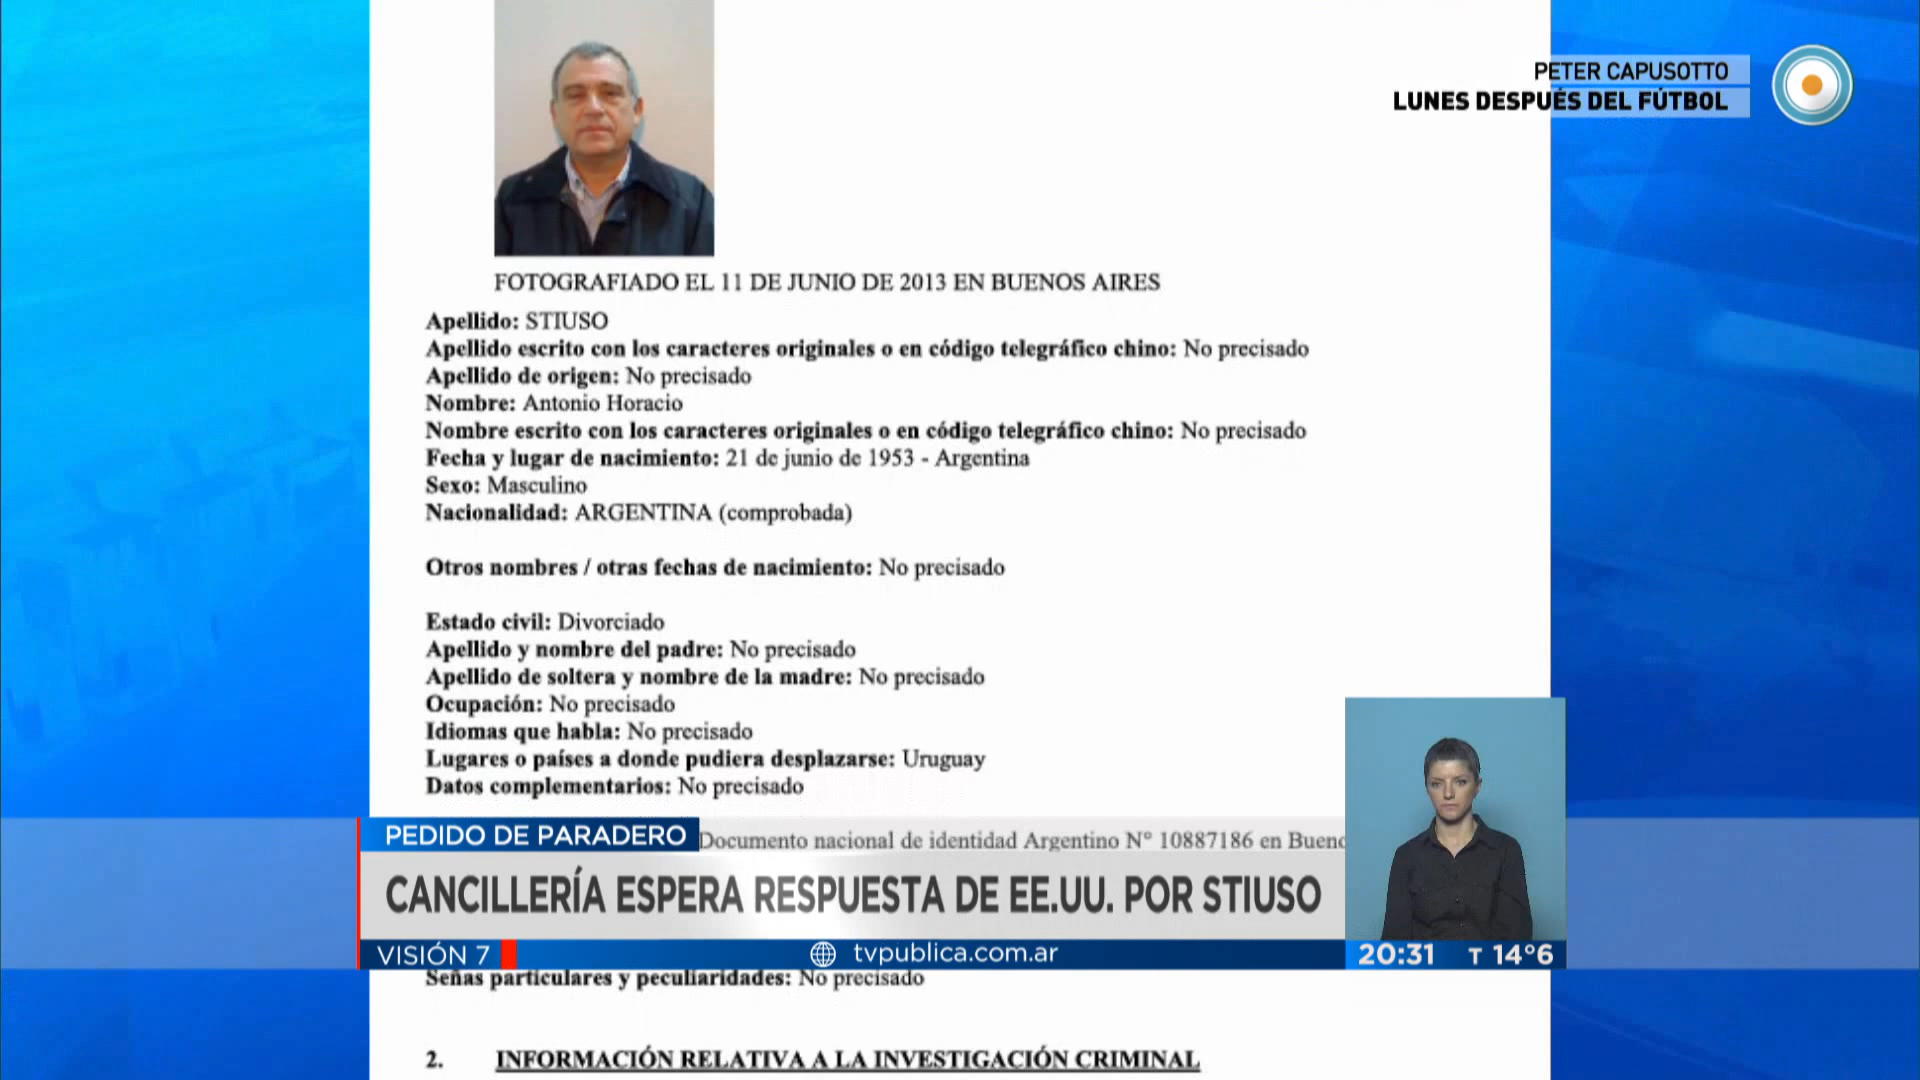 PETER CAPUSOTTO
LUNES DESPUÉS DEL FÚTBOL
FOTOGRAFIADO EL 11 DE JUNIO DE 2013 EN BUENOS AIRES
Apellido: STIUSO
Apellido escrito con los caracteres originales o en código telegráfico chino: No precisado
Apellido de origen: No precisado
Nombre: Antonio Horacio
Nombre escrito con los caracteres originales o en código telegráfico chino: No precisado
Fecha y lugar de nacimiento: 21 de junio de 1953 - Argentina
Sexo: Masculino
Nacionalidad: ARGENTINA (comprobada)
Otros nombres / otras fechas de nacimiento: No precisado
Estado civil: Divorciado
Apellido y nombre del padre: No precisado
Apellido de soltera y nombre de la madre: No precisado
Ocupación: No precisado
Idiomas que habla: No precisado
Lugares o países a donde pudiera desplazarse: Uruguay
Datos complementarios: No precisado
PEDIDO DE PARADERO
Documento nacional de identidad Argentino N° 10887186 en Bueno
CANCILLERÍA ESPERA RESPUESTA DE EE.UU. POR STIUSO
VISIÓN 7 tvpublica.com.ar 20:31 T 14°6
Señas particulares y peculiaridades: No precisado
2. INFORMACIÓN RELATIVA A LA INVESTIGACIÓN CRIMINAL